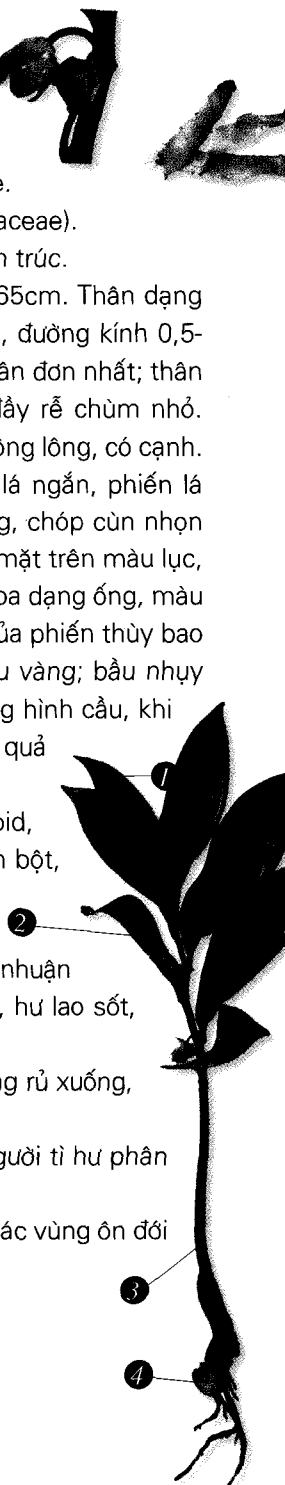 e.
aceae).
n trúc.
65cm. Thân dạng
, đường kính 0,5-
ân đơn nhất; thân
đầy rễ chùm nhỏ.
ông lông, có cạnh.
lá ngắn, phiến lá
g, chóp cùn nhọn
mặt trên màu lục,
oa dạng ống, màu
ủa phiến thùy bao
u vàng; bầu nhụy
g hình cầu, khi
quả
1
oid,
n bột,
2
nhuận
, hư lao sốt,
ng rủ xuống,
gười tì hư phân
ác vùng ôn đới
3
4